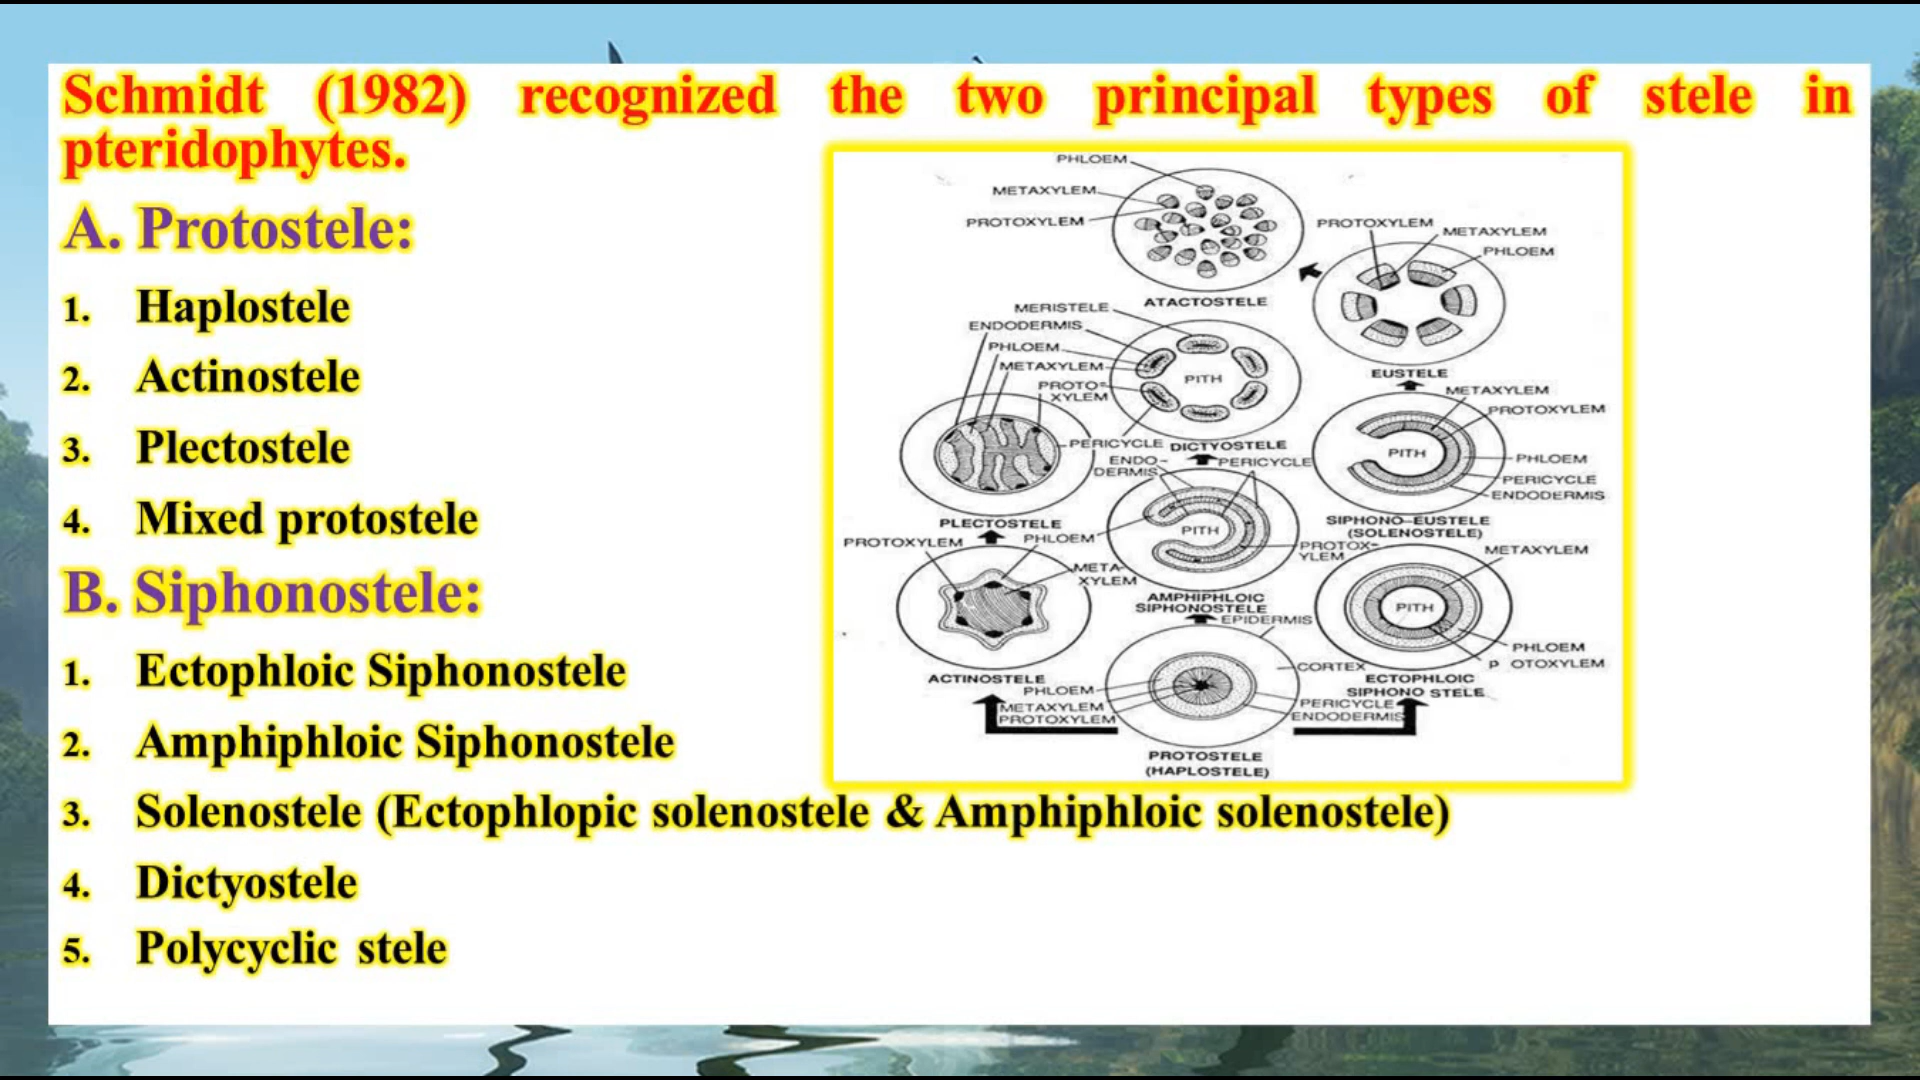 Schmidt (1982) recognized the two principal types of stele in
pteridophytes.
A. Protostele:
1. Haplostele
2. Actinostele
3. Plectostele
4. Mixed protostele
B. Siphonostele:
1. Ectophloic Siphonostele
2. Amphiphloic Siphonostele
3. Solenostele (Ectophlopic solenostele & Amphiphloic solenostele)
4. Dictyostele
5. Polycyclic stele
PHLOEM
METAXYLEM
PROTOXYLEM
ATACTOSTELE
PROTOXYLEM
METAXYLEM
PHLOEM
EUSTELE
MERISTELE
ENDODERMIS
PHLOEM
METAXYLEM
PROTO-
XYLEM
PITH
PERICYCLE
DICTYOSTELE
PLECTOSTELE
METAXYLEM
PROTOXYLEM
PITH
PHLOEM
PERICYCLE
ENDODERMIS
SIPHONO-EUSTELE
(SOLENOSTELE)
ENDO-
DERMIS
PERICYCLE
PITH
PHLOEM
PROTOX-
YLEM
AMPHIPHLOIC
SIPHONOSTELE
PROTOXYLEM
META-
XYLEM
ACTINOSTELE
METAXYLEM
PITH
PHLOEM
P OTOXYLEM
ECTOPHLOIC
SIPHONO STELE
EPIDERMIS
CORTEX
PHLOEM
METAXYLEM
PROTOXYLEM
PERICYCLE
ENDODERMIS
PROTOSTELE
(HAPLOSTELE)